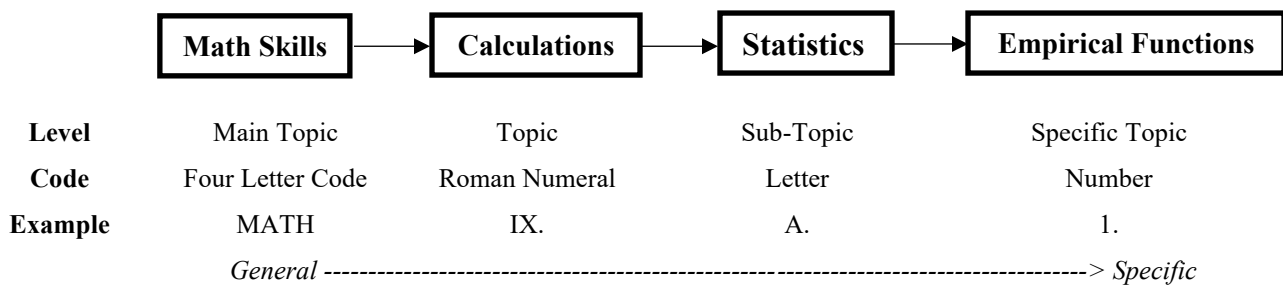 Math Skills Calculations Statistics Empirical Functions
Level Main Topic Topic Sub-Topic Specific Topic
Code Four Letter Code Roman Numeral Letter Number
Example MATH IX. A. 1.
General --------------------------------------------------------------------------------------> Specific